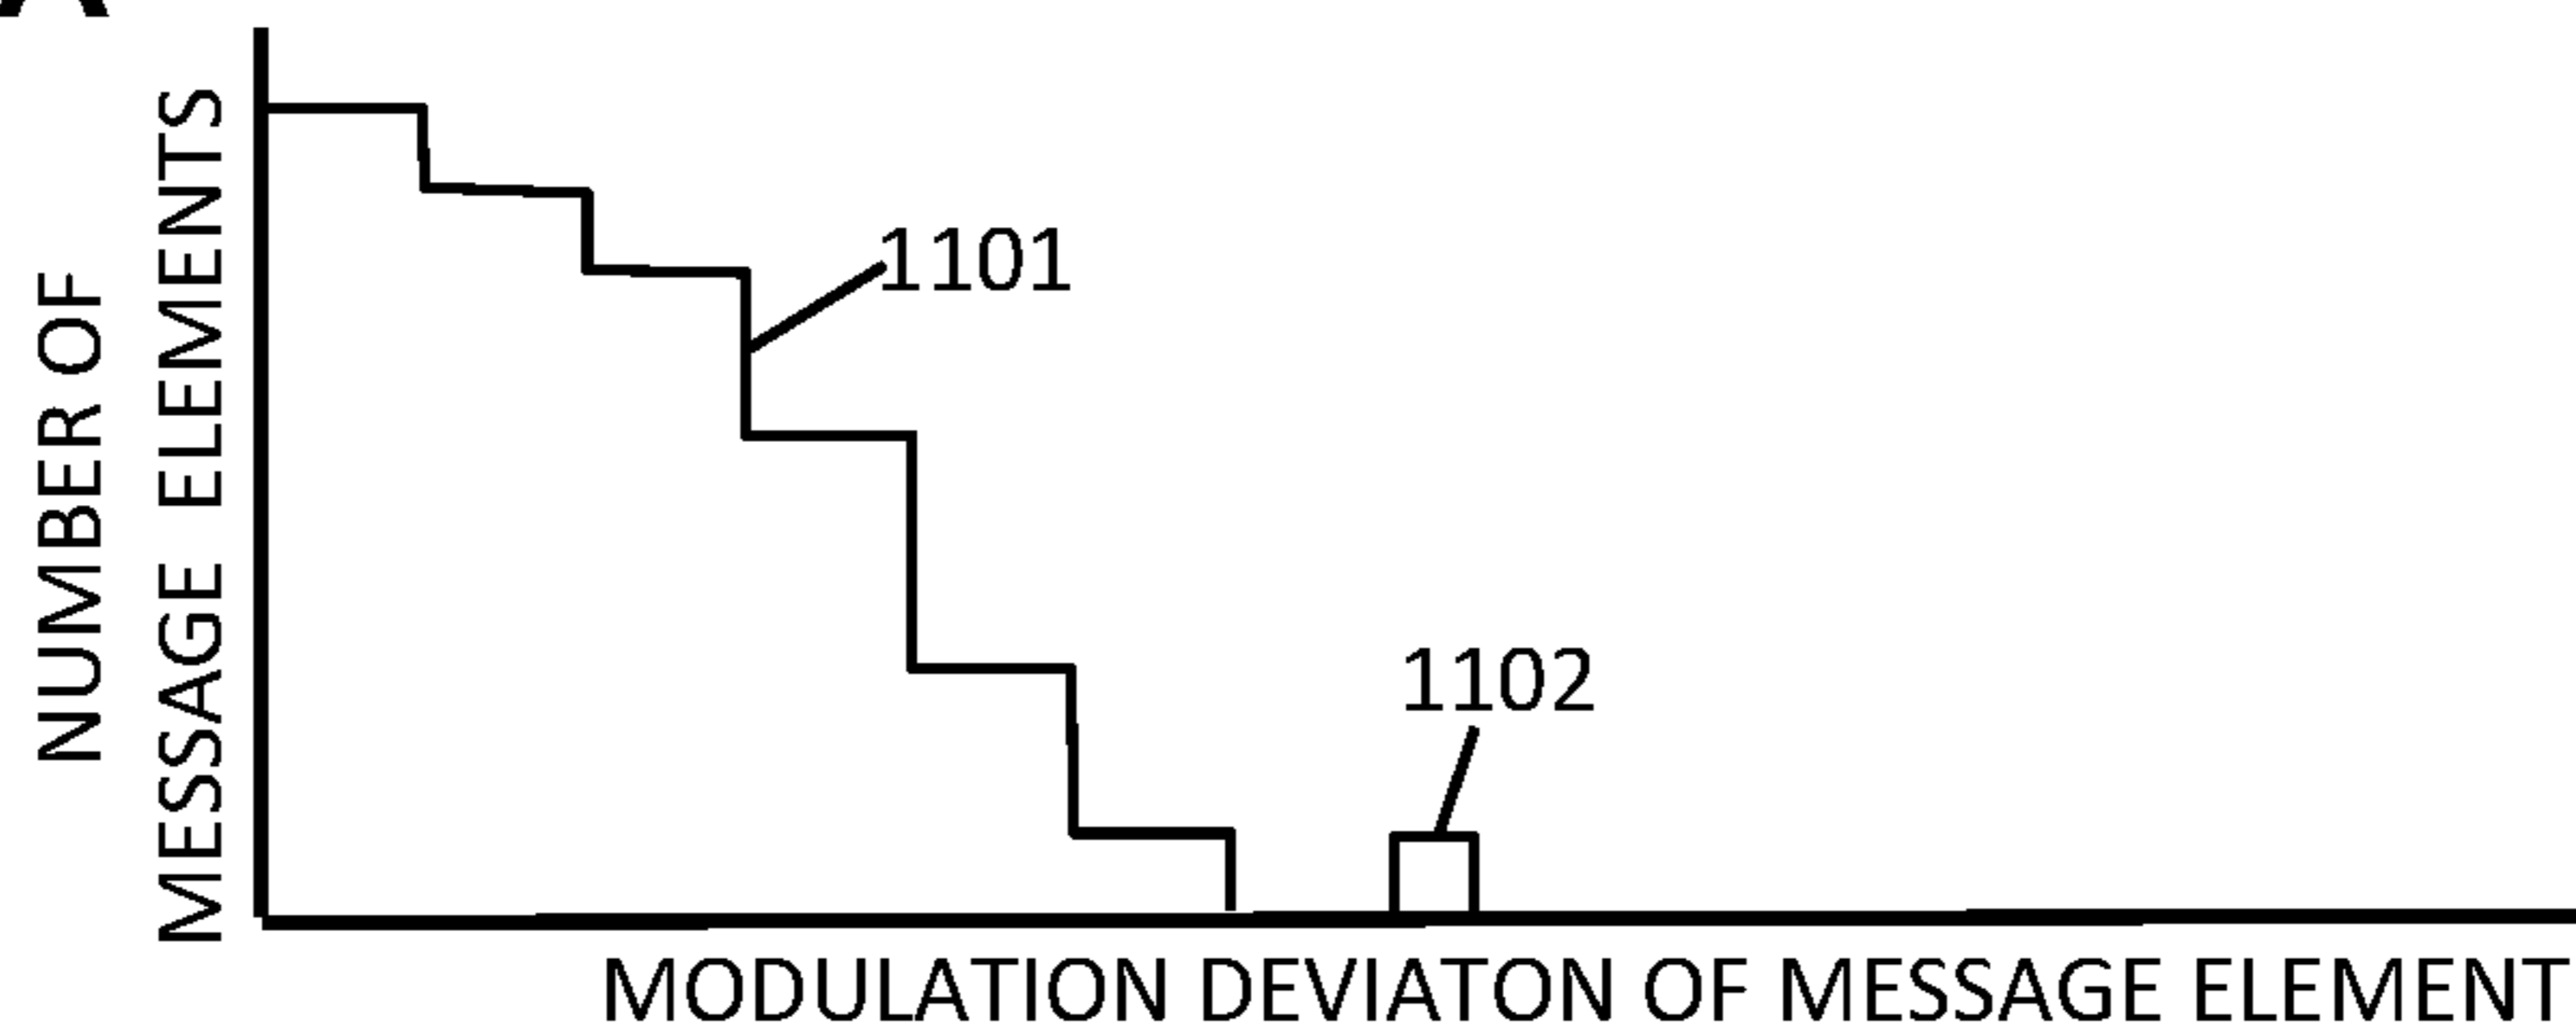 NUMBER OF
MESSAGE ELEMENTS
1101
1102
MODULATION DEVIATON OF MESSAGE ELEMENT